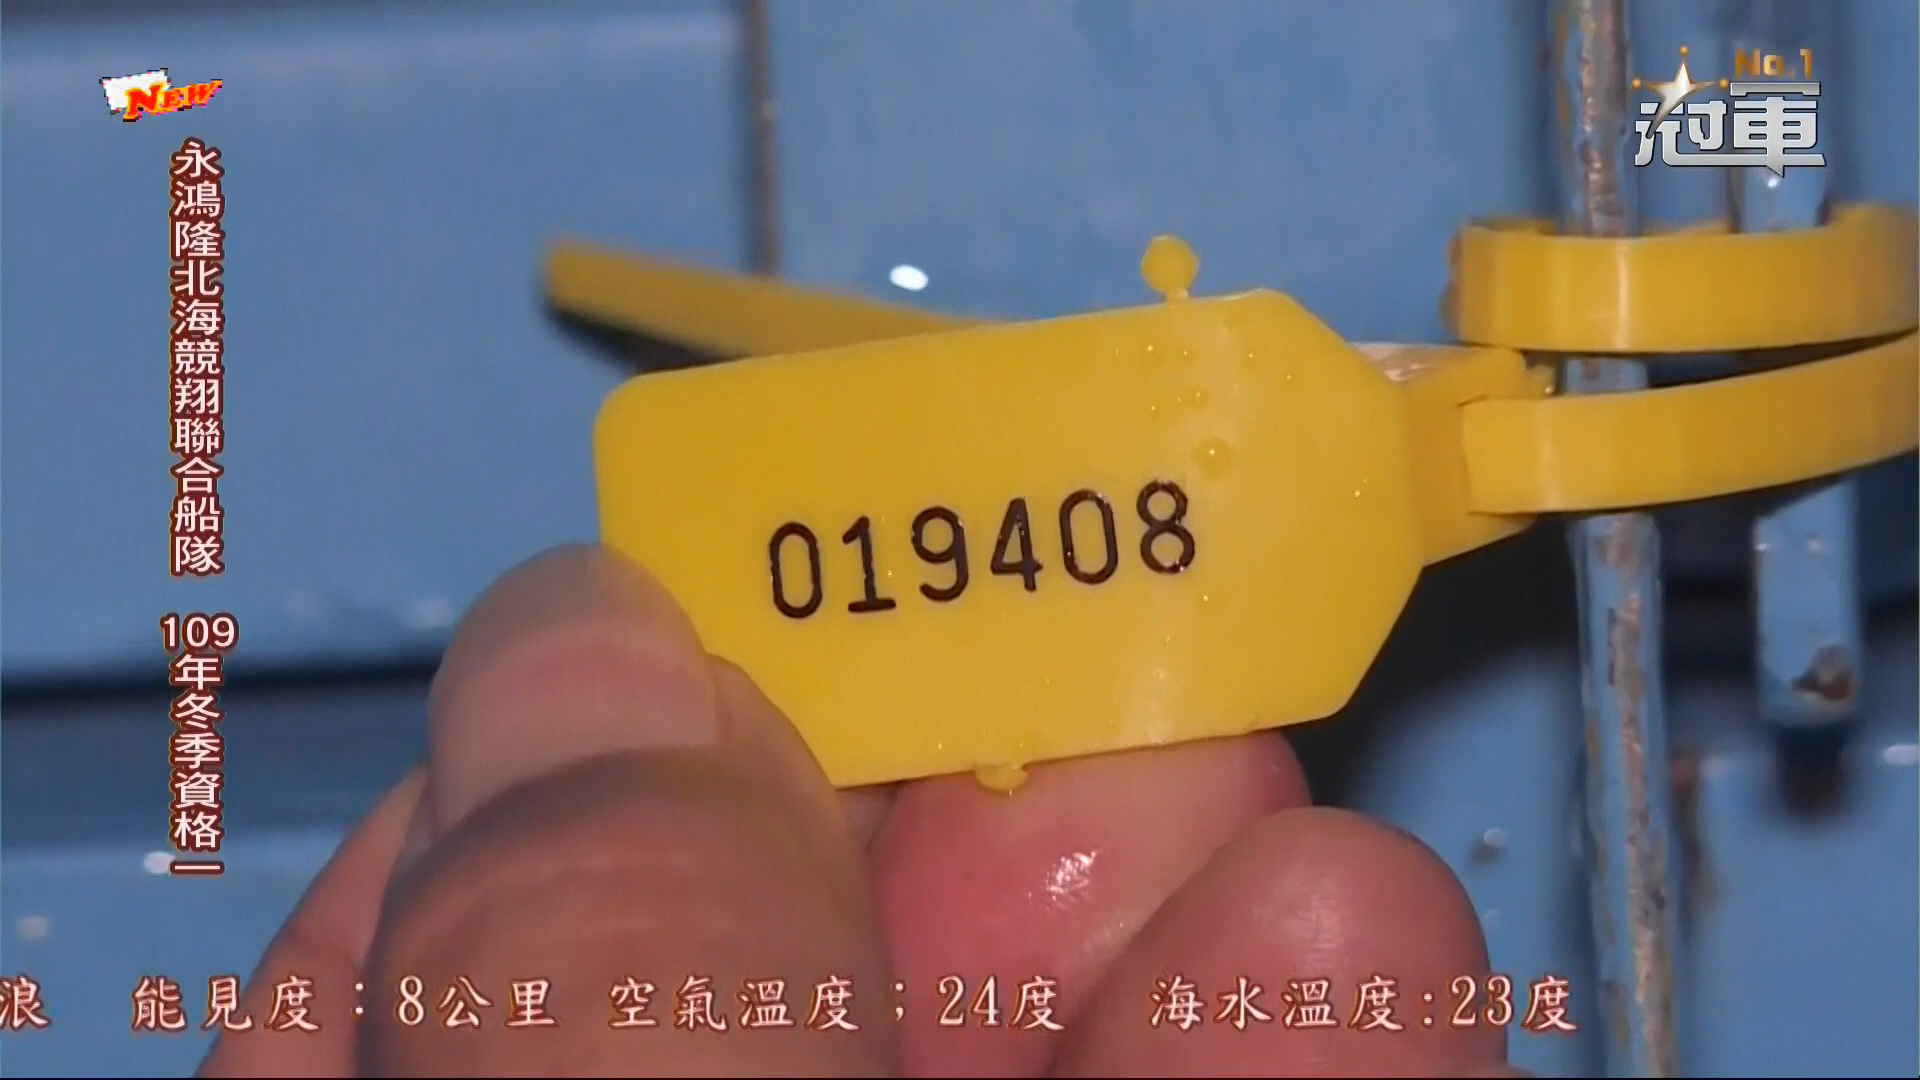 NEW
No.1
冠軍
永鴻隆北海競翔聯合船隊 109年冬季資格一
019408
浪 能見度：8公里 空氣溫度；24度 海水溫度:23度